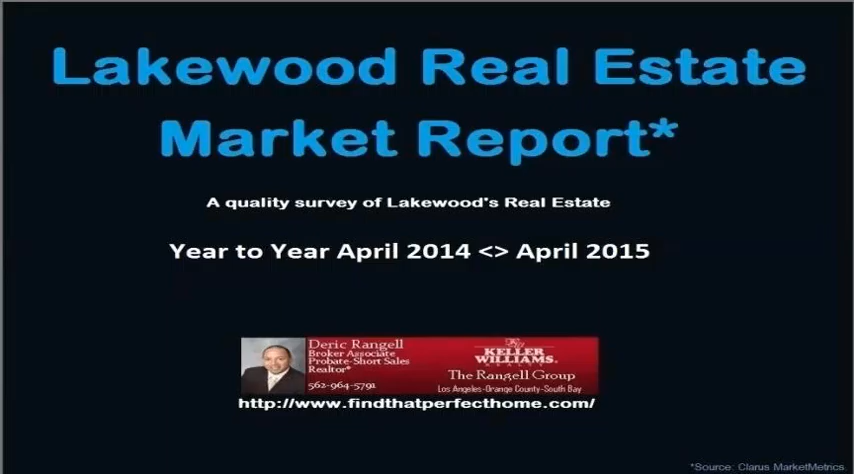 Lakewood Real Estate
Market Report*
A quality survey of Lakewood's Real Estate
Year to Year April 2014 <> April 2015
Deric Rangell
Broker Associate
Probate-Short Sales
Realtor®
562-964-5791
KELLER
WILLIAMS®
REALTY
The Rangell Group
Los Angeles-Orange County-South Bay
http://www.findthatperfecthome.com/
*Source: Clarus MarketMetrics